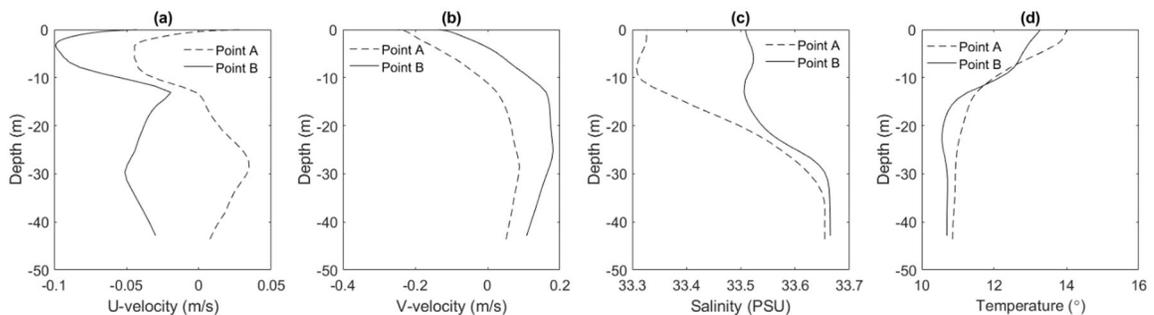 (a)
0
-10
-20
-30
-40
-50
Depth (m)
-0.1
-0.05
0
0.05
U-velocity (m/s)
Point A
Point B
(b)
0
-10
-20
-30
-40
-50
Depth (m)
-0.4
-0.2
0
0.2
V-velocity (m/s)
Point A
Point B
(c)
0
-10
-20
-30
-40
-50
Depth (m)
33.3
33.4
33.5
33.6
33.7
Salinity (PSU)
Point A
Point B
(d)
0
-10
-20
-30
-40
-50
Depth (m)
10
12
14
16
Temperature (°)
Point A
Point B